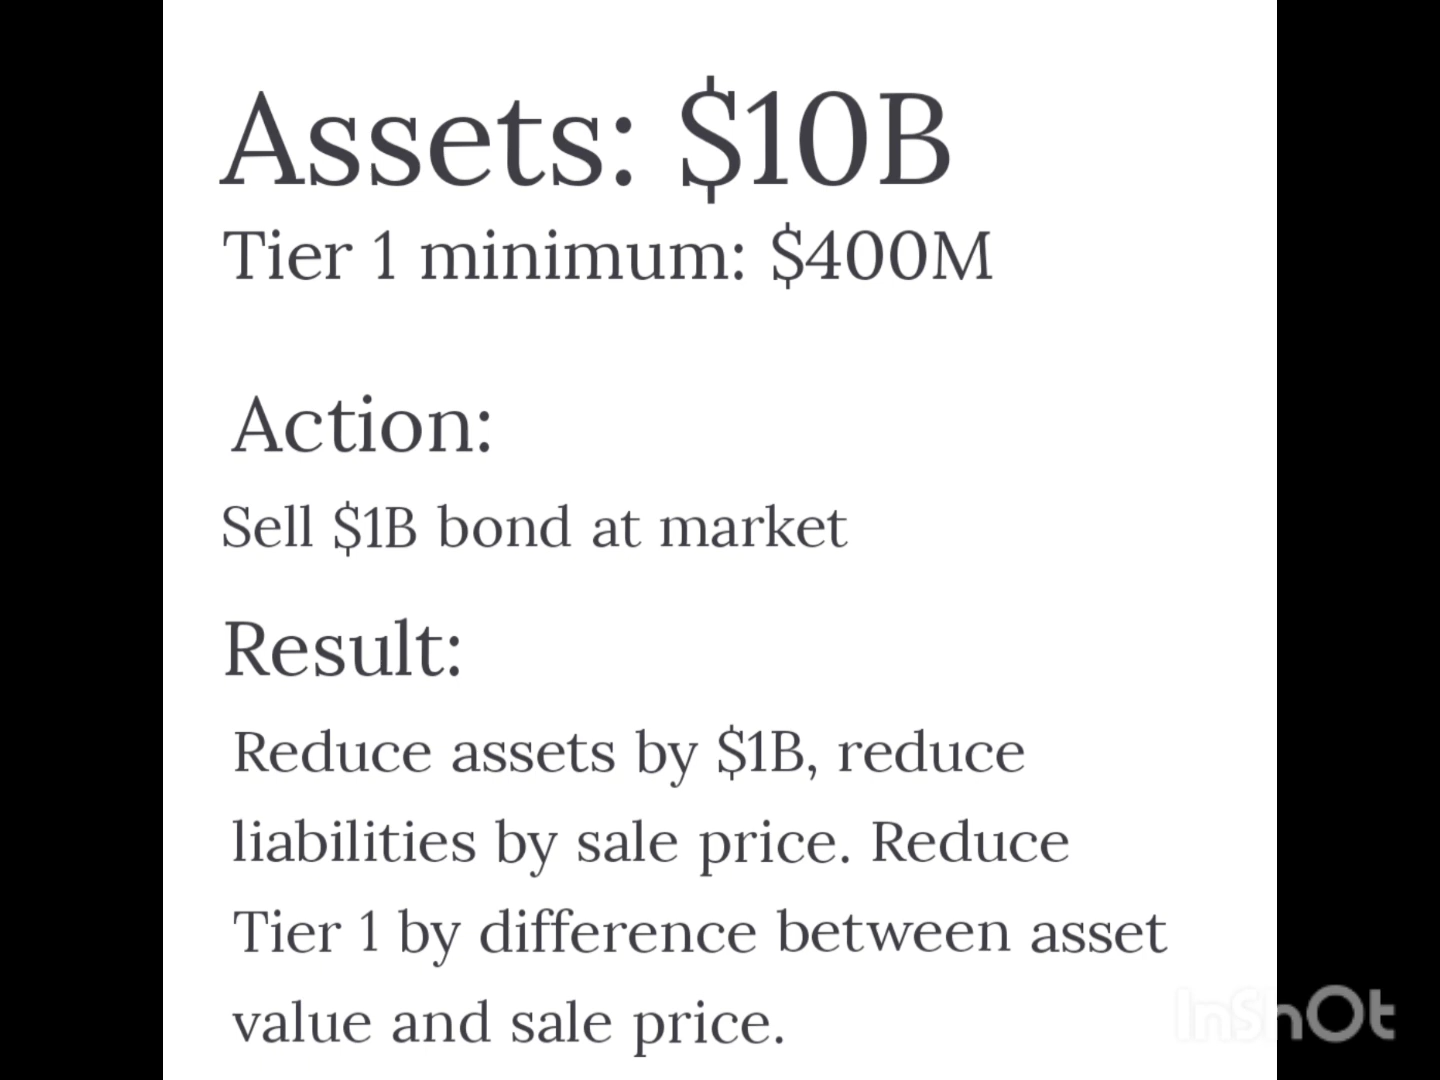 Assets: $10B
Tier 1 minimum: $400M
Action:
Sell $1B bond at market
Result:
Reduce assets by $1B, reduce
liabilities by sale price. Reduce
Tier 1 by difference between asset
value and sale price.
InShOt